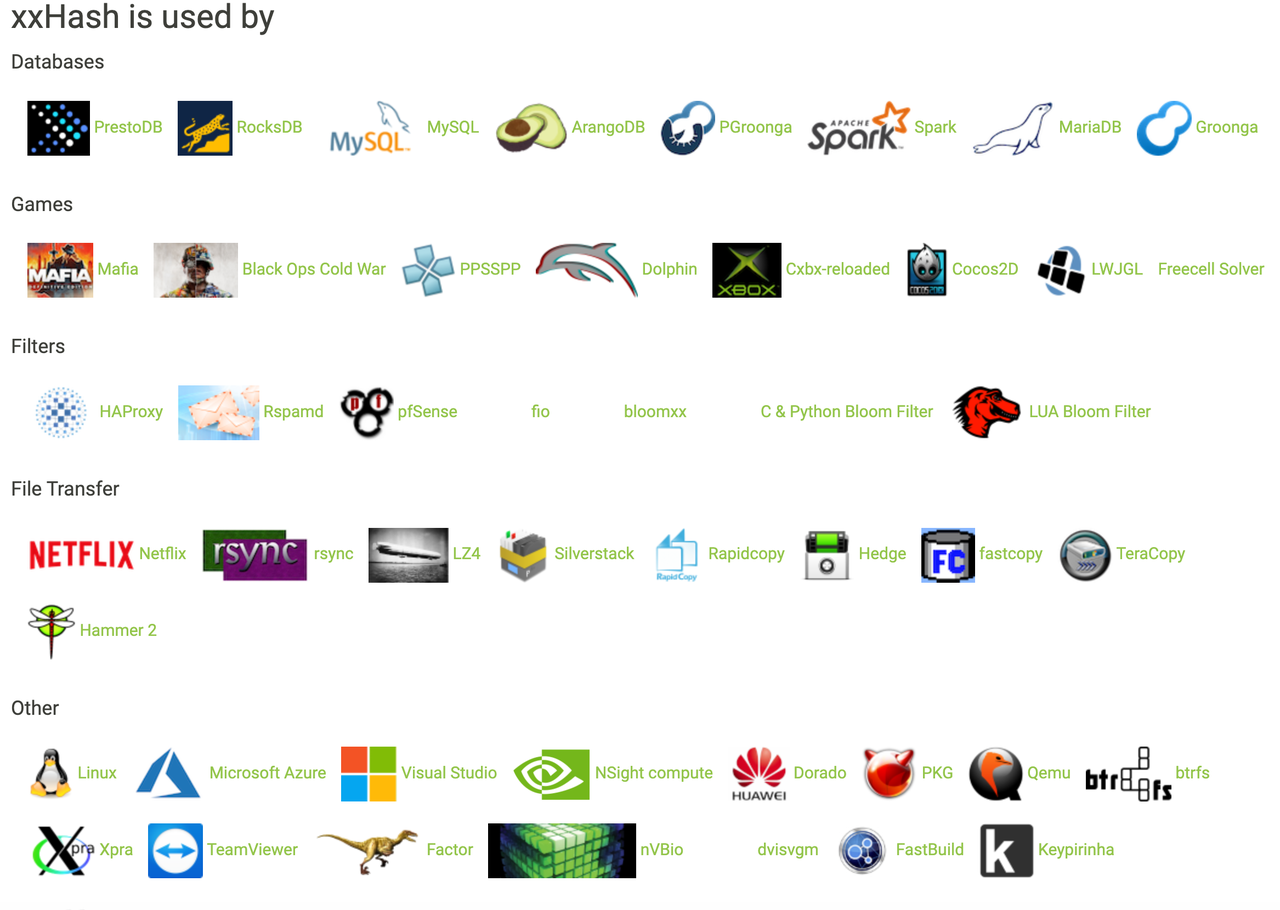 xxHash is used by
Databases
PrestoDB RocksDB MySQL MySQL ArangoDB PGroonga APACHE Spark Spark MariaDB Groonga
Games
MAFIA DEFINITIVE EDITION Mafia Black Ops Cold War PPSSPP Dolphin XBOX Cxbx-reloaded COCOS2D Cocos2D LWJGL Freecell Solver
Filters
HAProxy Rspamd pf pfSense fio bloomxx C & Python Bloom Filter LUA Bloom Filter
File Transfer
NETFLIX Netflix rsync rsync LZ4 Silverstack RapidCopy Rapidcopy Hedge FC fastcopy TeraCopy
Hammer 2
Other
Linux Microsoft Azure Visual Studio NSight compute HUAWEI Dorado PKG Qemu btrfs btrfs
Xpra Xpra TeamViewer Factor nVBio dvisvgm FastBuild k Keypirinha